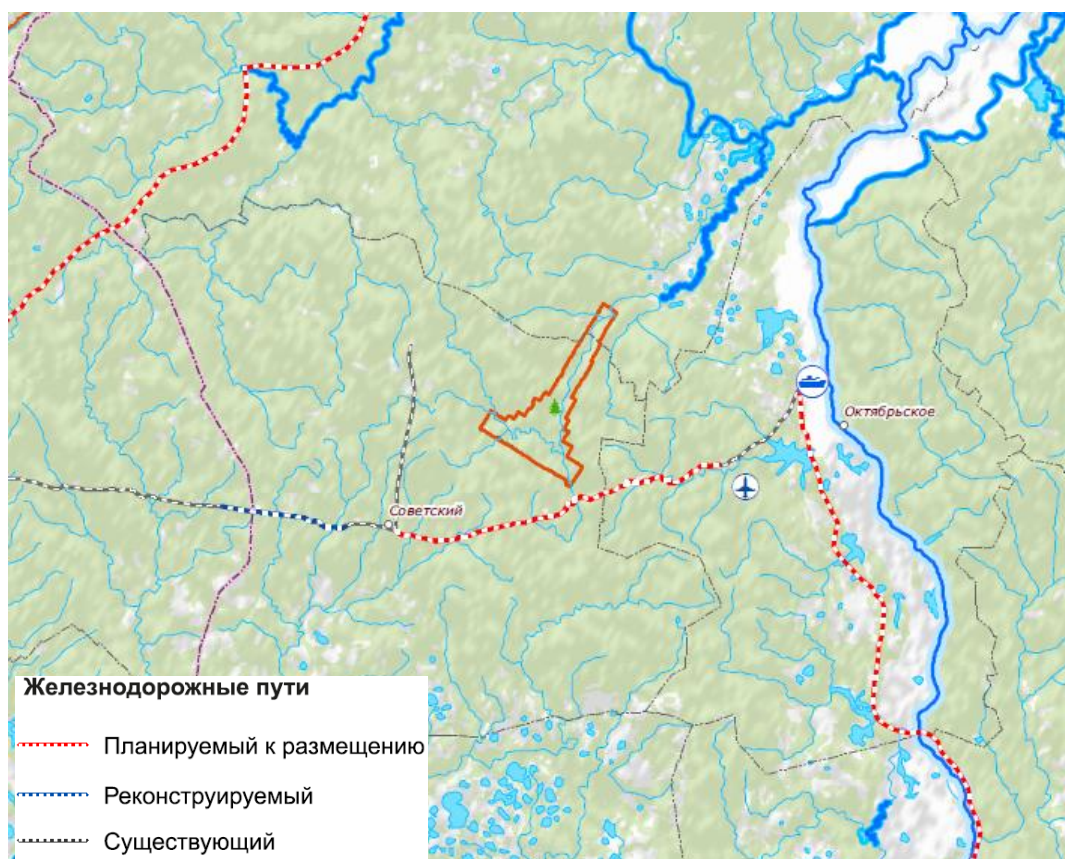 Октябрьское
Советский
Железнодорожные пути
Планируемый к размещению
Реконструируемый
Существующий